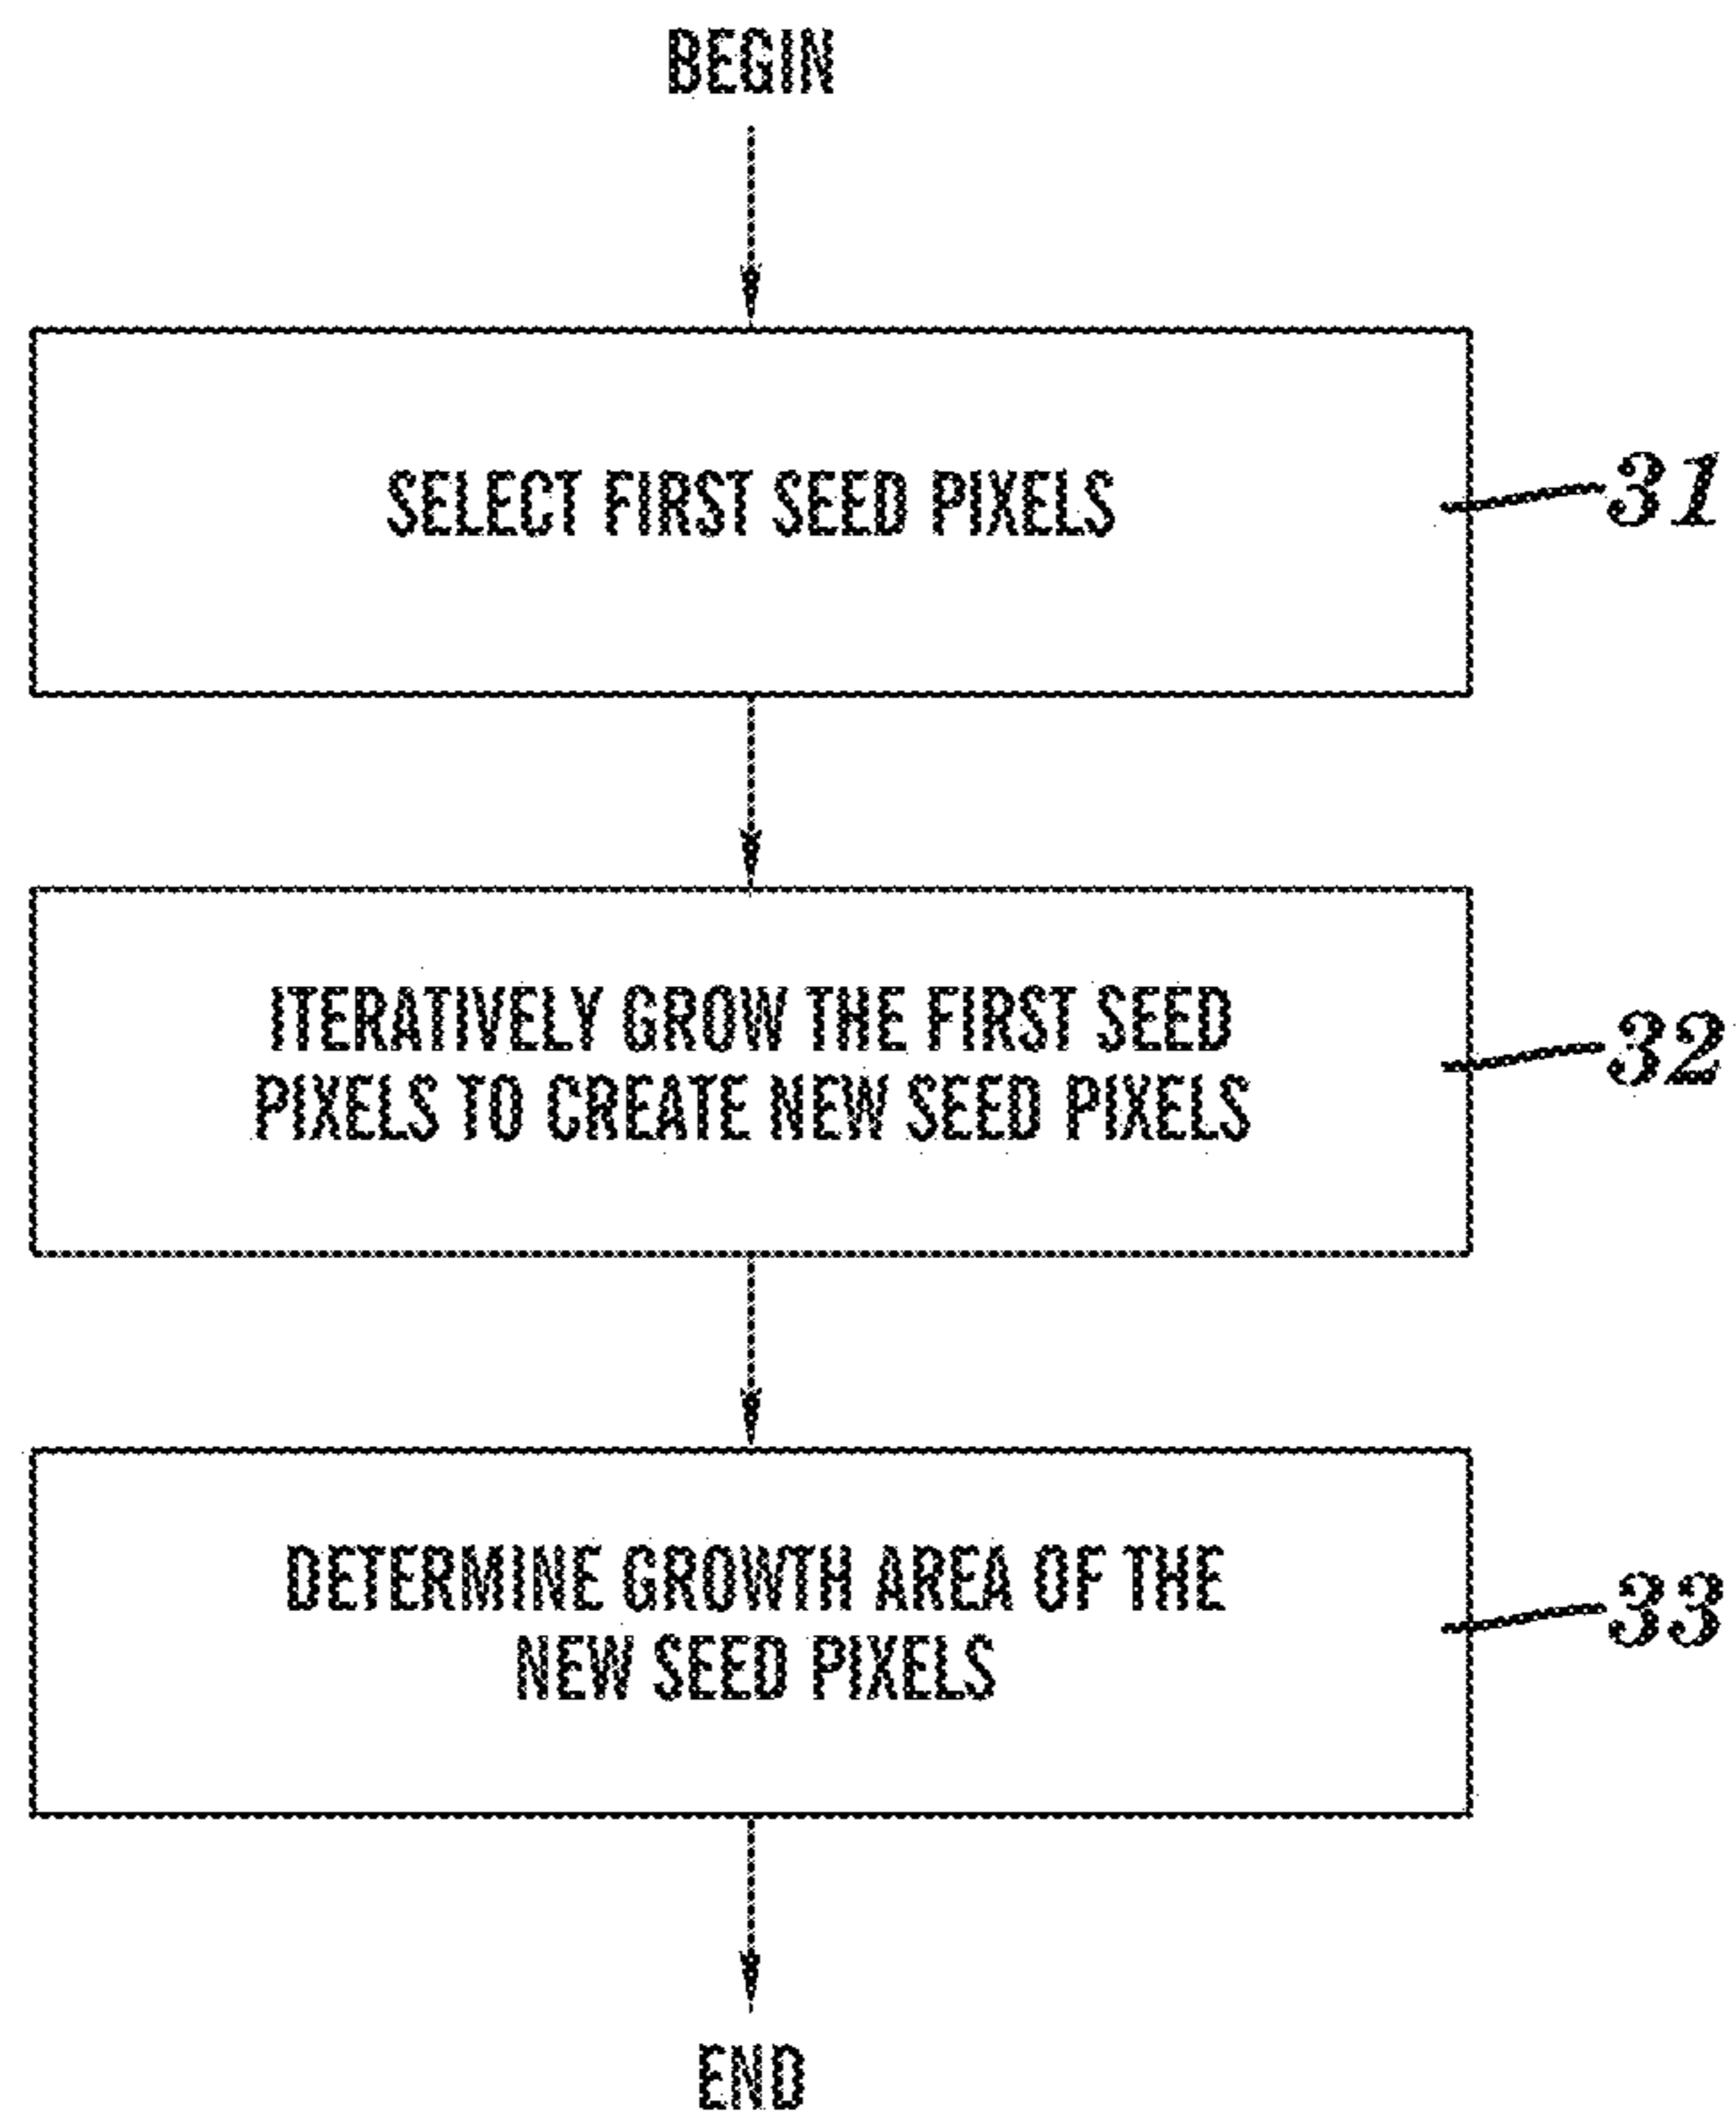 BEGIN
SELECT FIRST SEED PIXELS
31
ITERATIVELY GROW THE FIRST SEED
PIXELS TO CREATE NEW SEED PIXELS
32
DETERMINE GROWTH AREA OF THE
NEW SEED PIXELS
33
END